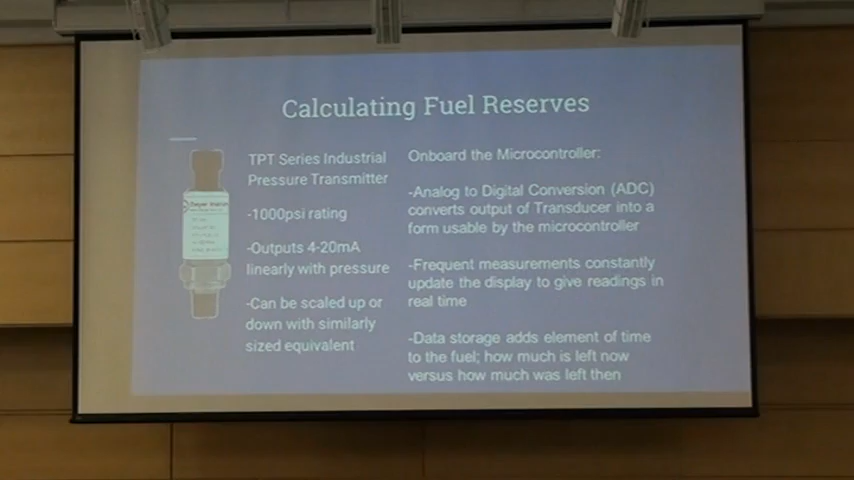 Calculating Fuel Reserves
TPT Series Industrial
Pressure Transmitter
-1000psi rating
-Outputs 4-20mA
linearly with pressure
-Can be scaled up or
down with similarly
sized equivalent
Onboard the Microcontroller:
-Analog to Digital Conversion (ADC)
converts output of Transducer into a
form usable by the microcontroller
-Frequent measurements constantly
update the display to give readings in
real time
-Data storage adds element of time
to the fuel; how much is left now
versus how much was left then